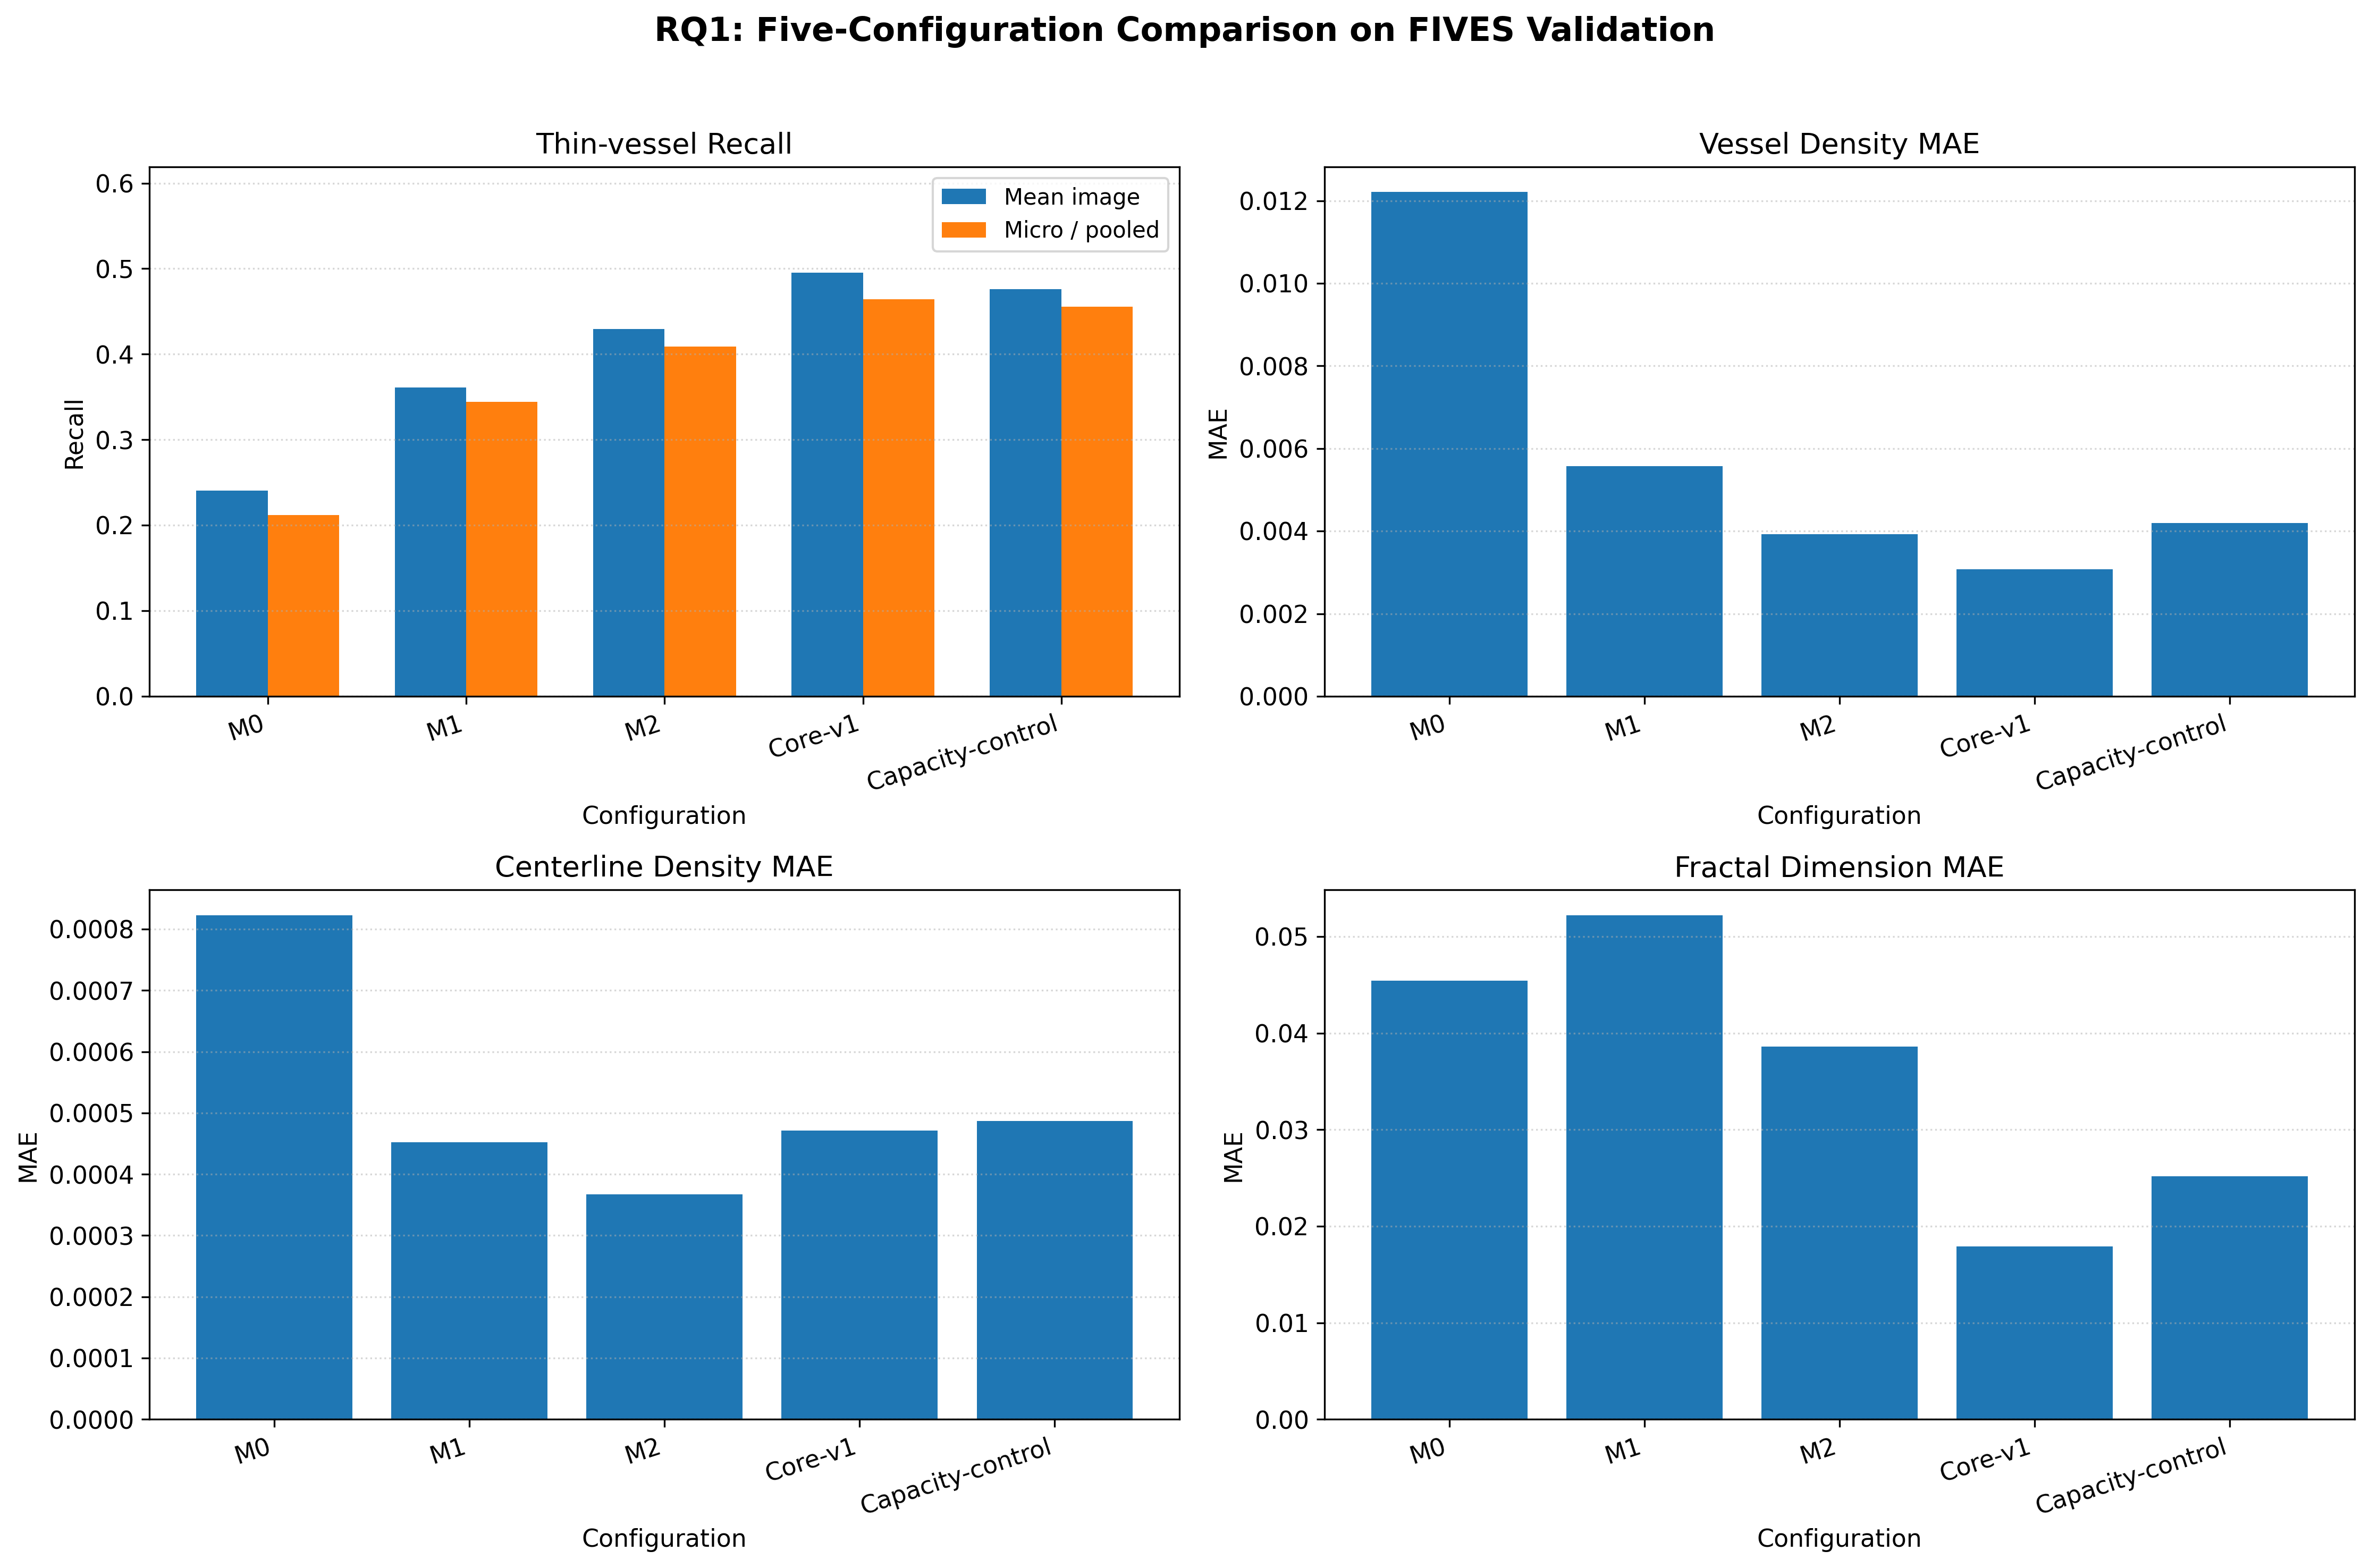 RQ1: Five-Configuration Comparison on FIVES Validation
Thin-vessel Recall
Recall
0.6
0.5
0.4
0.3
0.2
0.1
0.0
Mean image
Micro / pooled
M0
M1
M2
Core-v1
Capacity-control
Configuration
Vessel Density MAE
MAE
0.012
0.010
0.008
0.006
0.004
0.002
0.000
M0
M1
M2
Core-v1
Capacity-control
Configuration
Centerline Density MAE
MAE
0.0008
0.0007
0.0006
0.0005
0.0004
0.0003
0.0002
0.0001
0.0000
M0
M1
M2
Core-v1
Capacity-control
Configuration
Fractal Dimension MAE
MAE
0.05
0.04
0.03
0.02
0.01
0.00
M0
M1
M2
Core-v1
Capacity-control
Configuration